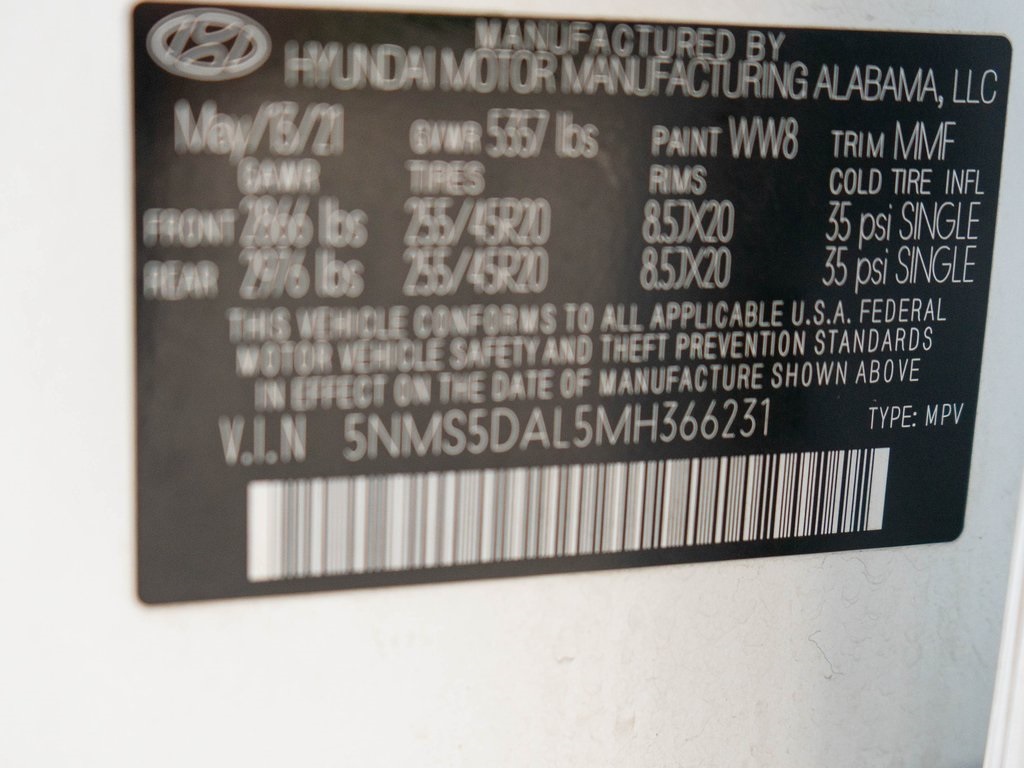 MANUFACTURED BY
HYUNDAI MOTOR MANUFACTURING ALABAMA, LLC
May/15/21 GVWR 5357 lbs PAINT WW8 TRIM MMF
GAWR TIRES RIMS COLD TIRE INFL
FRONT 2866 lbs 255/45R20 8.5JX20 35 psi SINGLE
REAR 2976 lbs 255/45R20 8.5JX20 35 psi SINGLE
THIS VEHICLE CONFORMS TO ALL APPLICABLE U.S.A. FEDERAL
MOTOR VEHICLE SAFETY AND THEFT PREVENTION STANDARDS
IN EFFECT ON THE DATE OF MANUFACTURE SHOWN ABOVE
V.I.N 5NMS5DAL5MH366231 TYPE: MPV